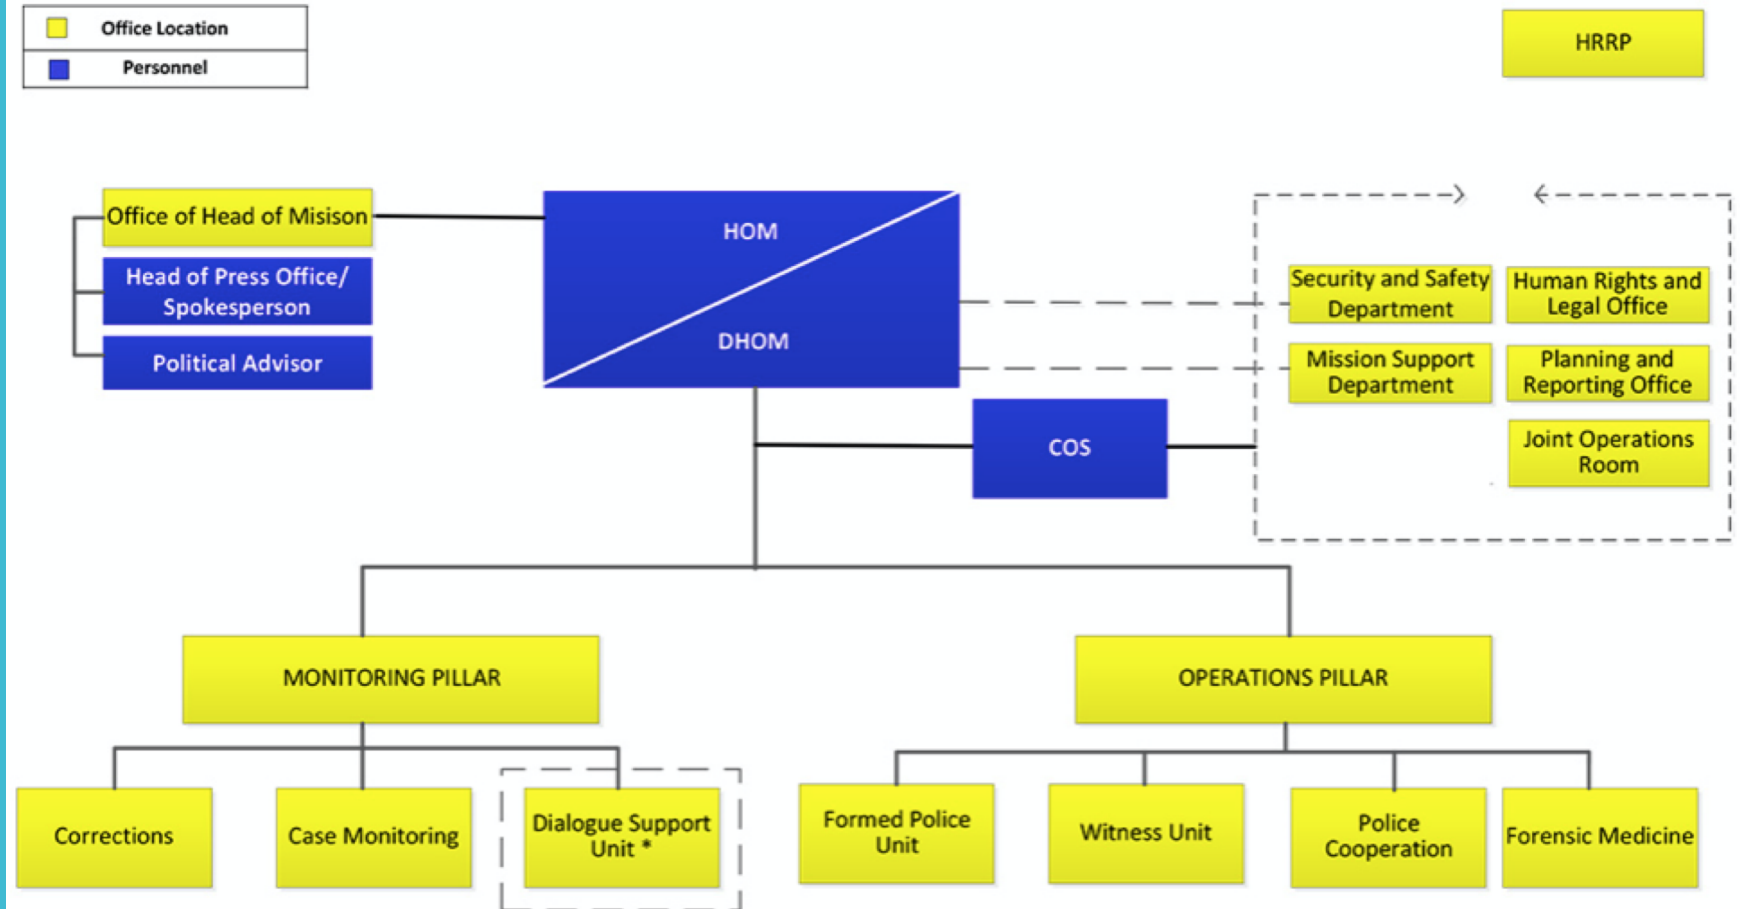 Office Location
Personnel
HRRP
Office of Head of Misison
Head of Press Office/
Spokesperson
Political Advisor
HOM
DHOM
COS
Security and Safety
Department
Human Rights and
Legal Office
Mission Support
Department
Planning and
Reporting Office
Joint Operations
Room
MONITORING PILLAR
OPERATIONS PILLAR
Corrections
Case Monitoring
Dialogue Support
Unit *
Formed Police
Unit
Witness Unit
Police
Cooperation
Forensic Medicine